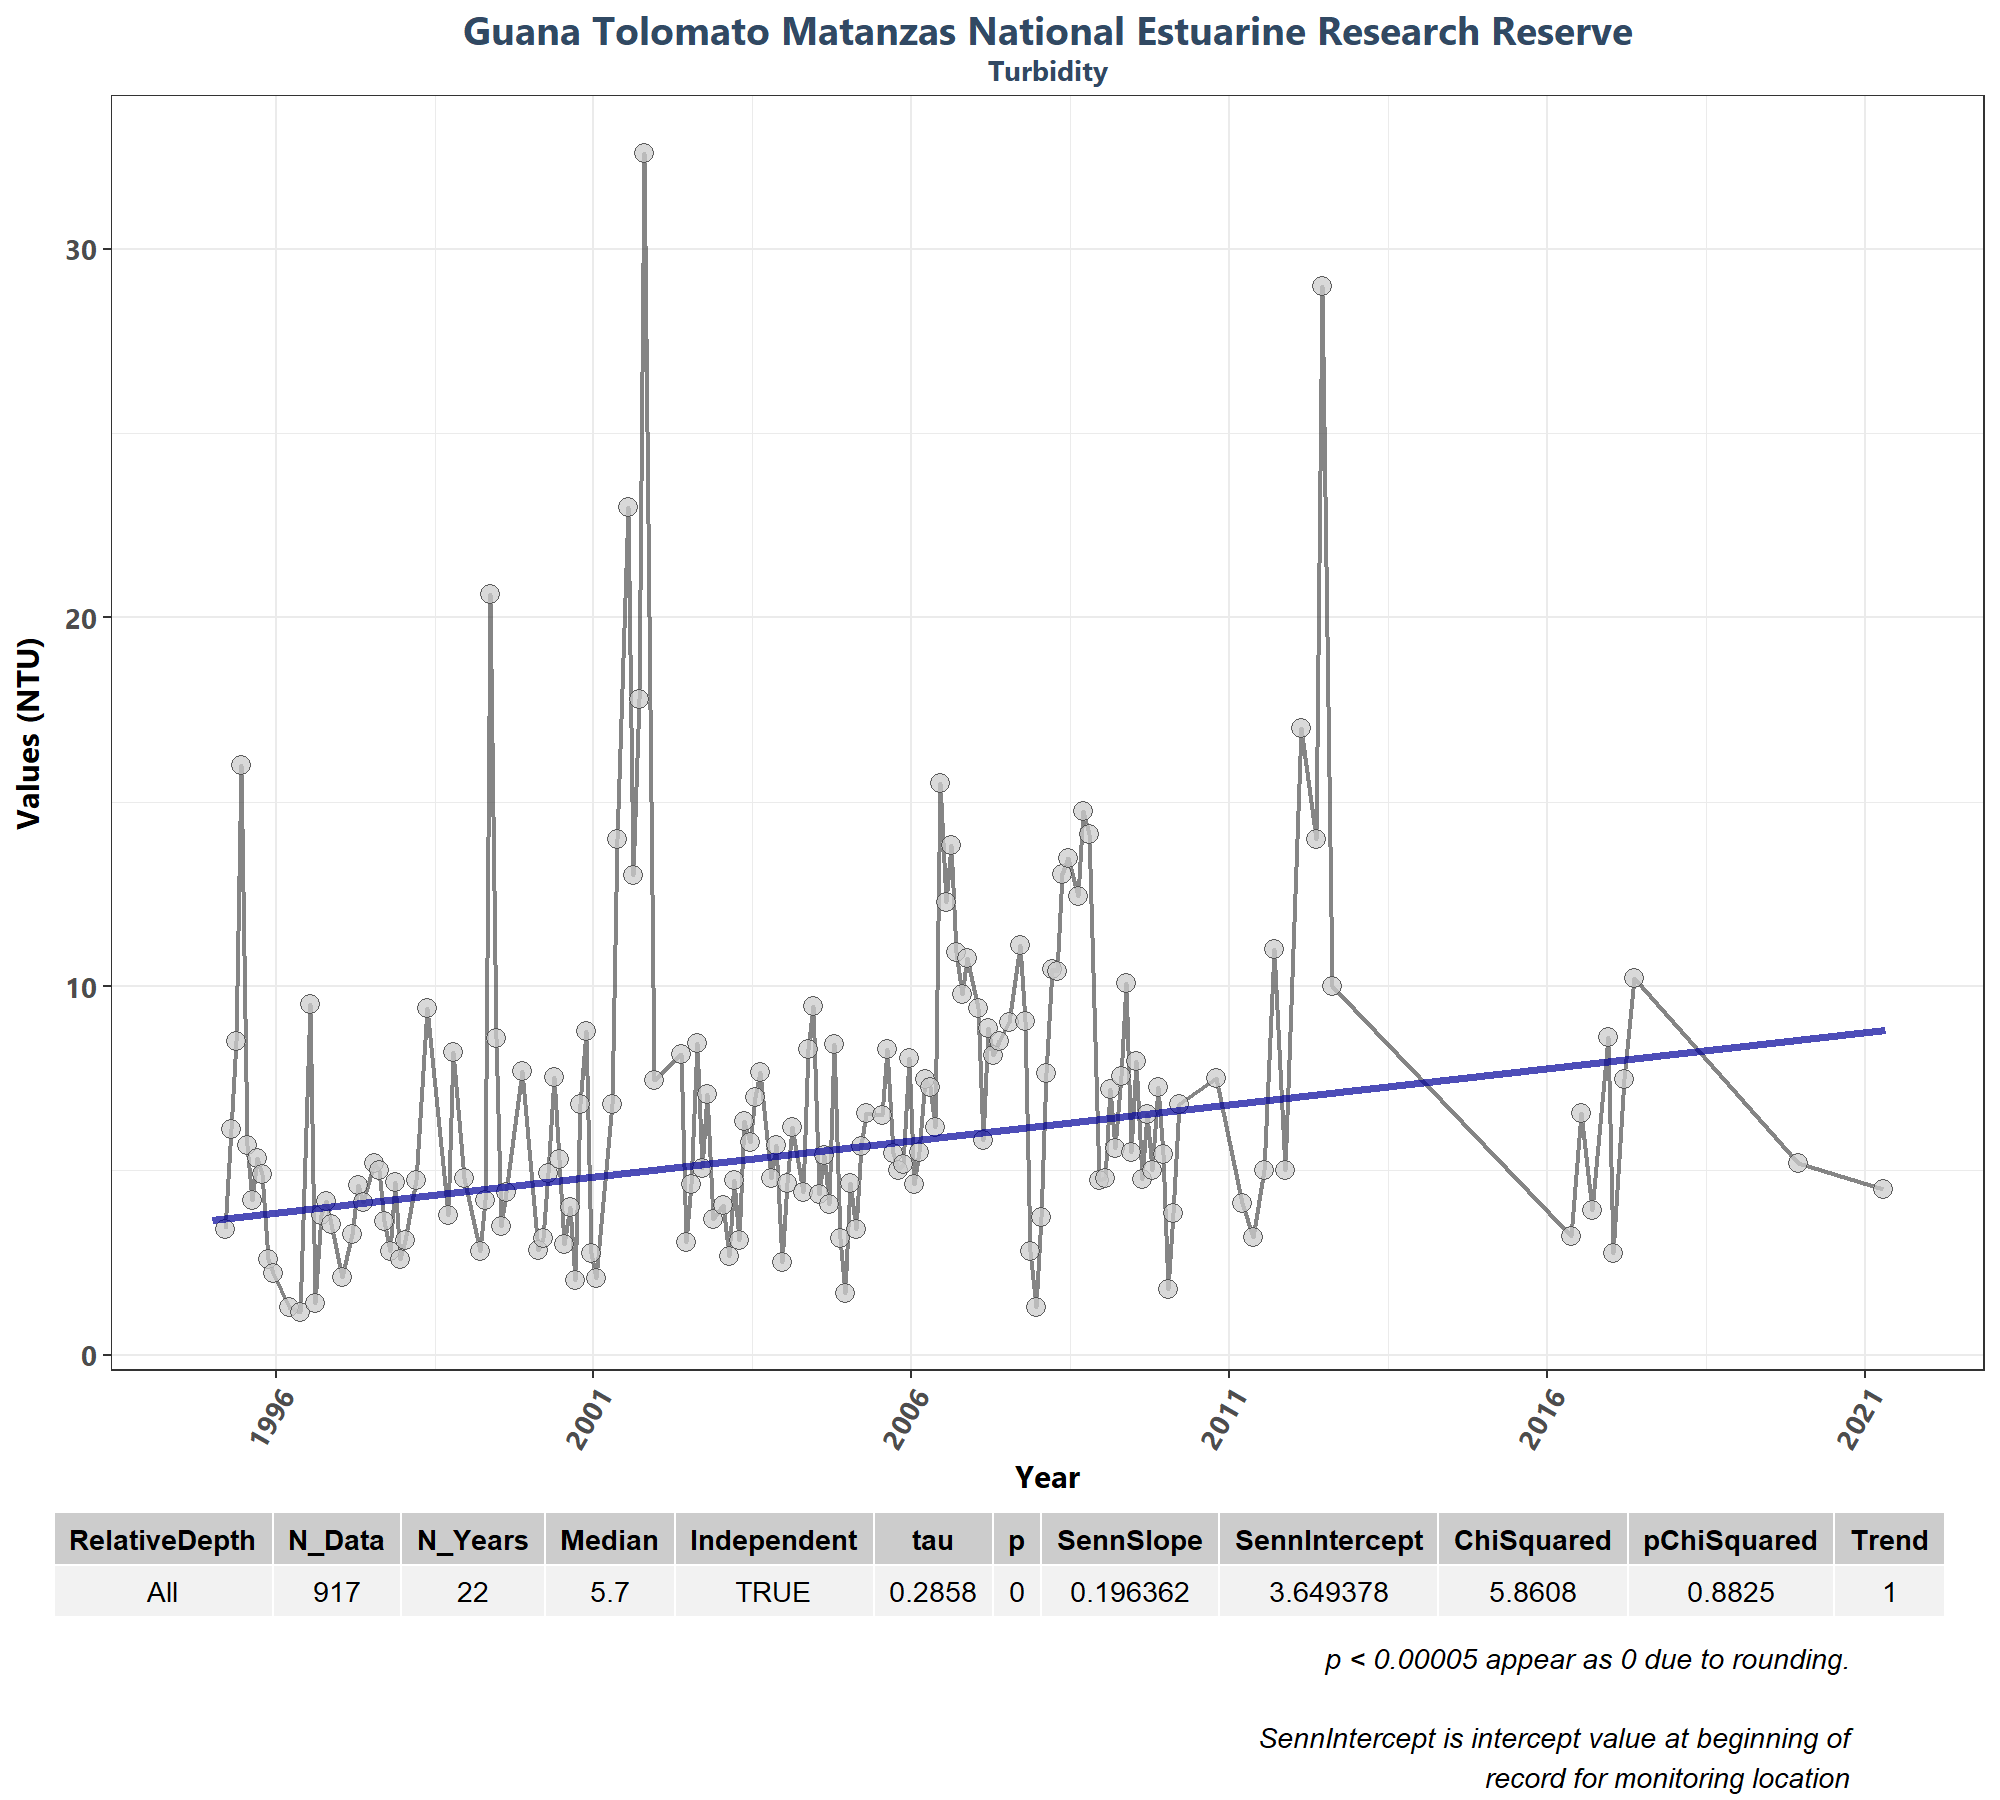 Guana Tolomato Matanzas National Estuarine Research Reserve
Turbidity
Values (NTU)
30
20
10
0
1996
2001
2006
2011
2016
2021
Year
RelativeDepth N_Data N_Years Median Independent tau p SennSlope SennIntercept ChiSquared pChiSquared Trend
All 917 22 5.7 TRUE 0.2858 0 0.196362 3.649378 5.8608 0.8825 1
p < 0.00005 appear as 0 due to rounding.
SennIntercept is intercept value at beginning of
record for monitoring location